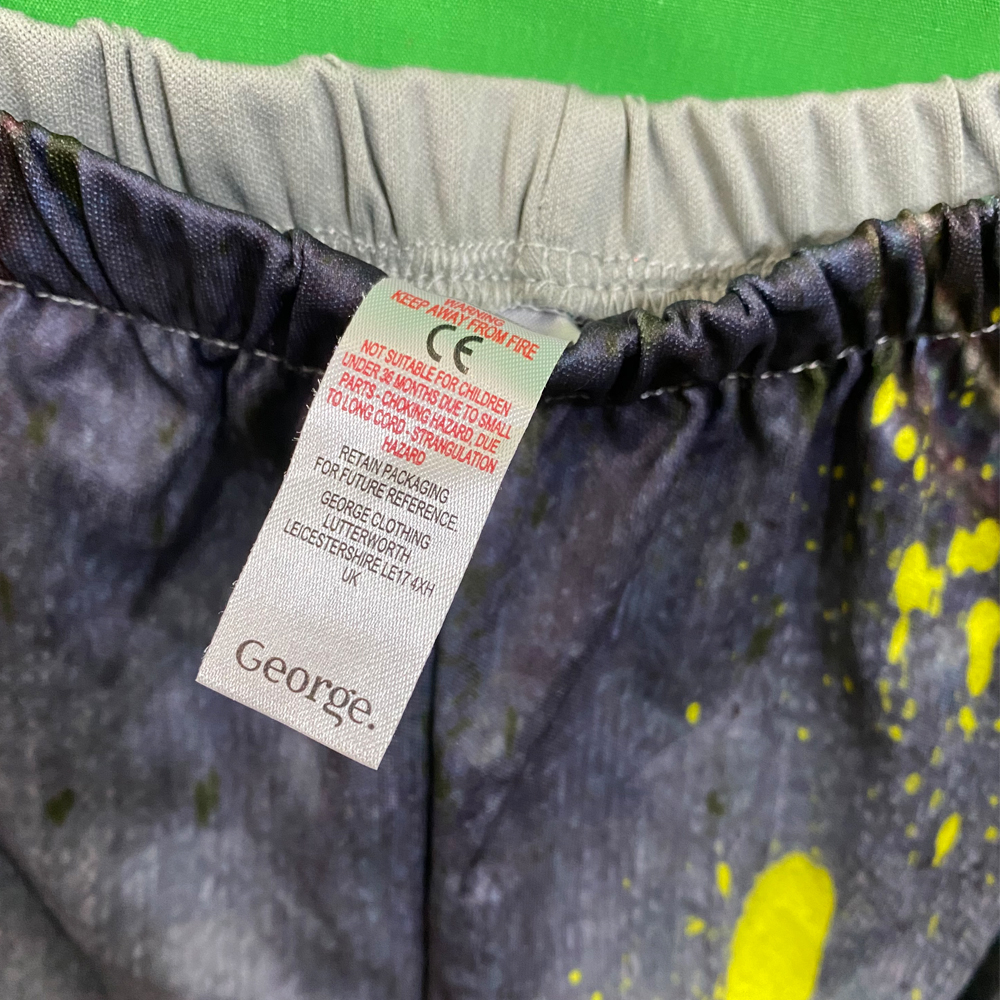 WARNING
KEEP AWAY FROM FIRE
CE
NOT SUITABLE FOR CHILDREN
UNDER 36 MONTHS DUE TO SMALL
PARTS - CHOKING HAZARD, DUE
TO LONG CORD - STRANGULATION
HAZARD
RETAIN PACKAGING
FOR FUTURE REFERENCE.
GEORGE CLOTHING
LUTTERWORTH
LEICESTERSHIRE LE17 4XH
UK
George.